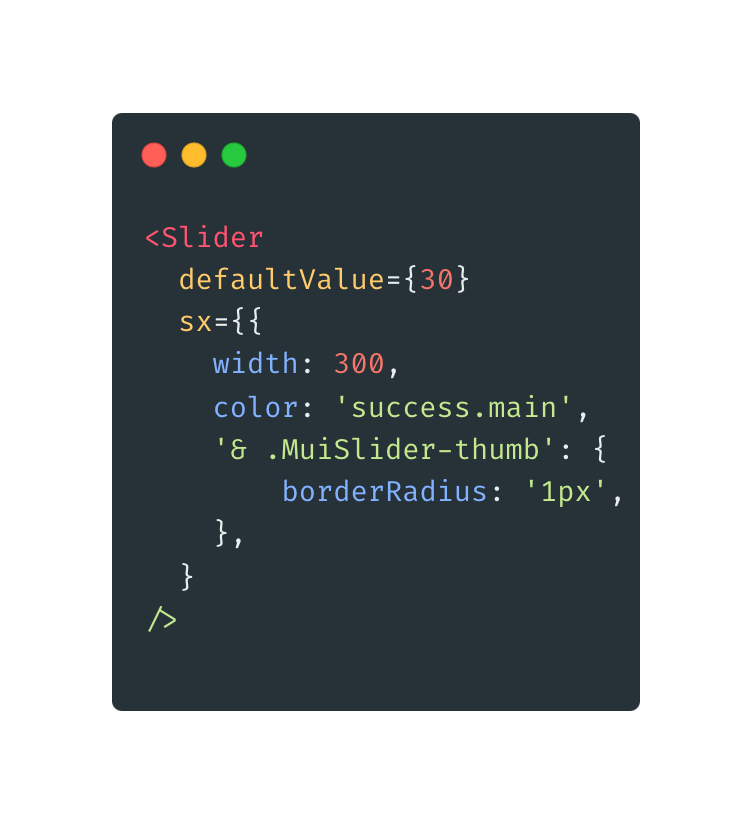 <Slider
  defaultValue={30}
  sx={{
    width: 300,
    color: 'success.main',
    '& .MuiSlider-thumb': {
        borderRadius: '1px',
    },
  }
/>